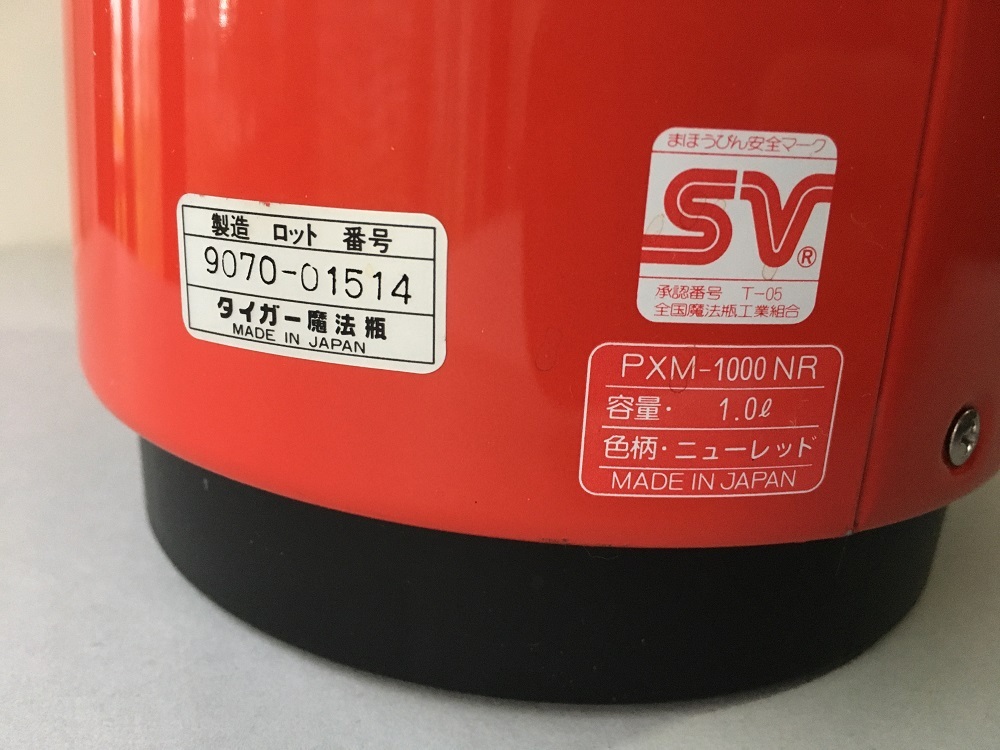 製造 ロット 番号
9070-01514
タイガー魔法瓶
MADE IN JAPAN
まほうびん安全マーク
SV®
承認番号 T-05
全国魔法瓶工業組合
PXM-1000 NR
容量・ 1.0ℓ
色柄・ニューレッド
MADE IN JAPAN